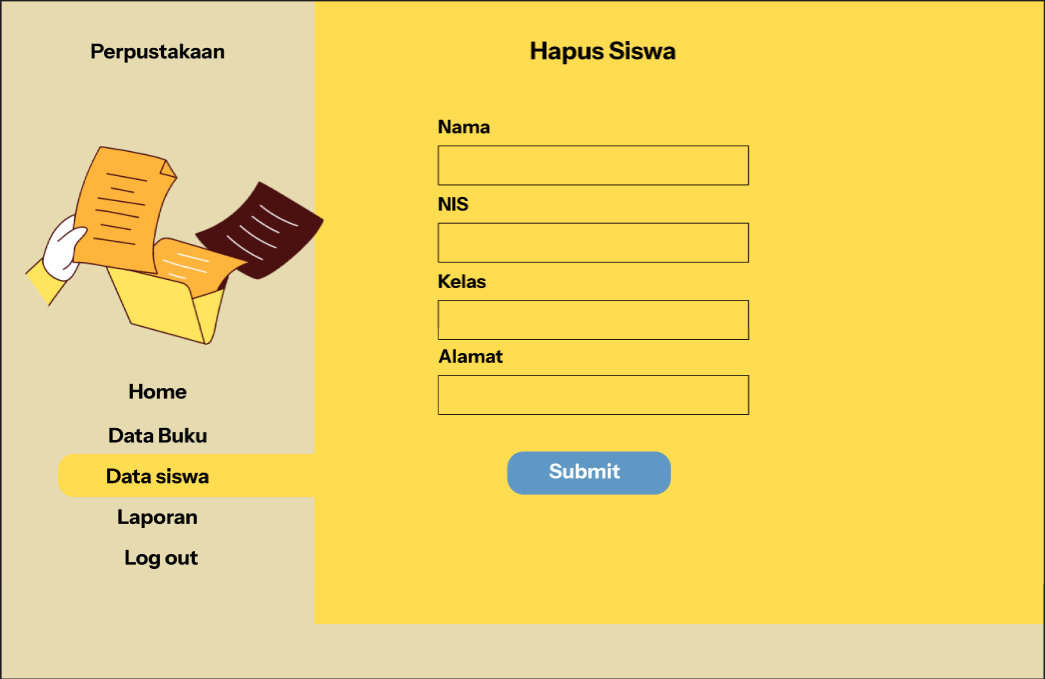 Perpustakaan
Home
Data Buku
Data siswa
Laporan
Log out
Hapus Siswa
Nama
NIS
Kelas
Alamat
Submit